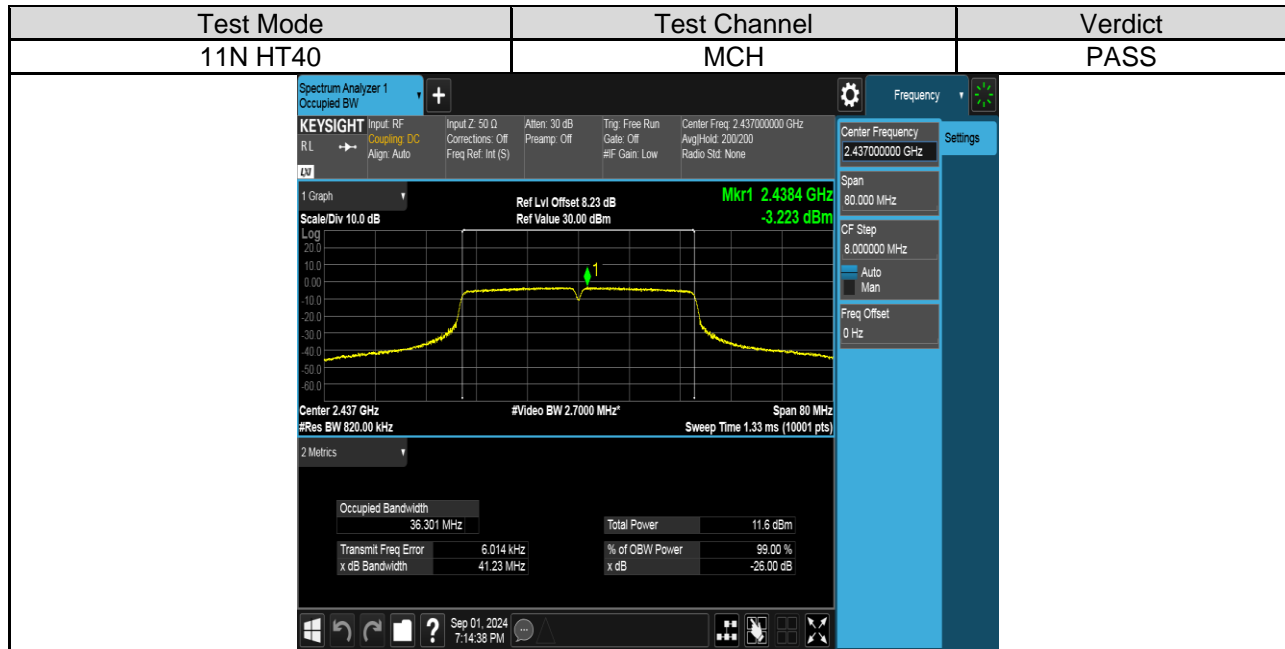 Test Mode Test Channel Verdict
11N HT40 MCH PASS
Spectrum Analyzer 1
Occupied BW
+
Frequency
KEYSIGHT Input: RF Input Z: 50 Ω Atten: 30 dB Trig: Free Run Center Freq: 2.437000000 GHz
RL Coupling: DC Corrections: Off Preamp: Off Gate: Off Avg|Hold: 200/200
Align: Auto Freq Ref: Int (S) #IF Gain: Low Radio Std: None
LXI
Center Frequency
2.437000000 GHz
Settings
Span
80.000 MHz
CF Step
8.000000 MHz
Auto
Man
Freq Offset
0 Hz
1 Graph
Ref Lvl Offset 8.23 dB Mkr1 2.4384 GHz
Scale/Div 10.0 dB Ref Value 30.00 dBm -3.223 dBm
Log
20.0
10.0
0.00
-10.0
-20.0
-30.0
-40.0
-50.0
-60.0
1
Center 2.437 GHz #Video BW 2.7000 MHz* Span 80 MHz
#Res BW 820.00 kHz Sweep Time 1.33 ms (10001 pts)
2 Metrics
Occupied Bandwidth
36.301 MHz Total Power 11.6 dBm
Transmit Freq Error 6.014 kHz % of OBW Power 99.00 %
x dB Bandwidth 41.23 MHz x dB -26.00 dB
? Sep 01, 2024
7:14:38 PM